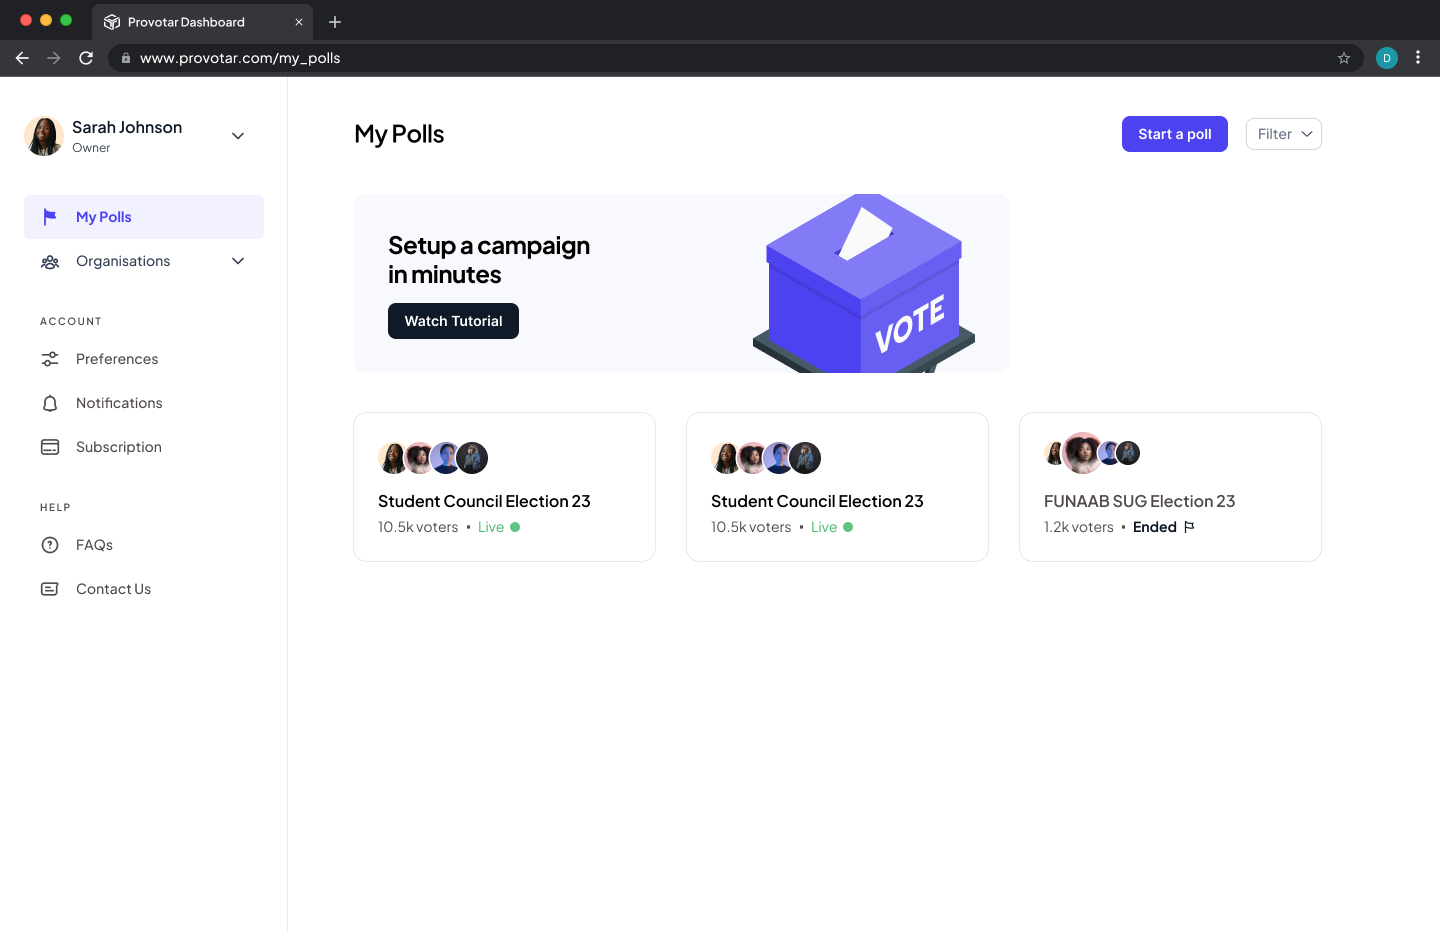 Provotar Dashboard
www.provotar.com/my_polls
D
Sarah Johnson
Owner
My Polls
Organisations
ACCOUNT
Preferences
Notifications
Subscription
HELP
FAQs
Contact Us
My Polls
Start a poll
Filter
Setup a campaign
in minutes
Watch Tutorial
VOTE
Student Council Election 23
10.5k voters • Live
Student Council Election 23
10.5k voters • Live
FUNAAB SUG Election 23
1.2k voters • Ended